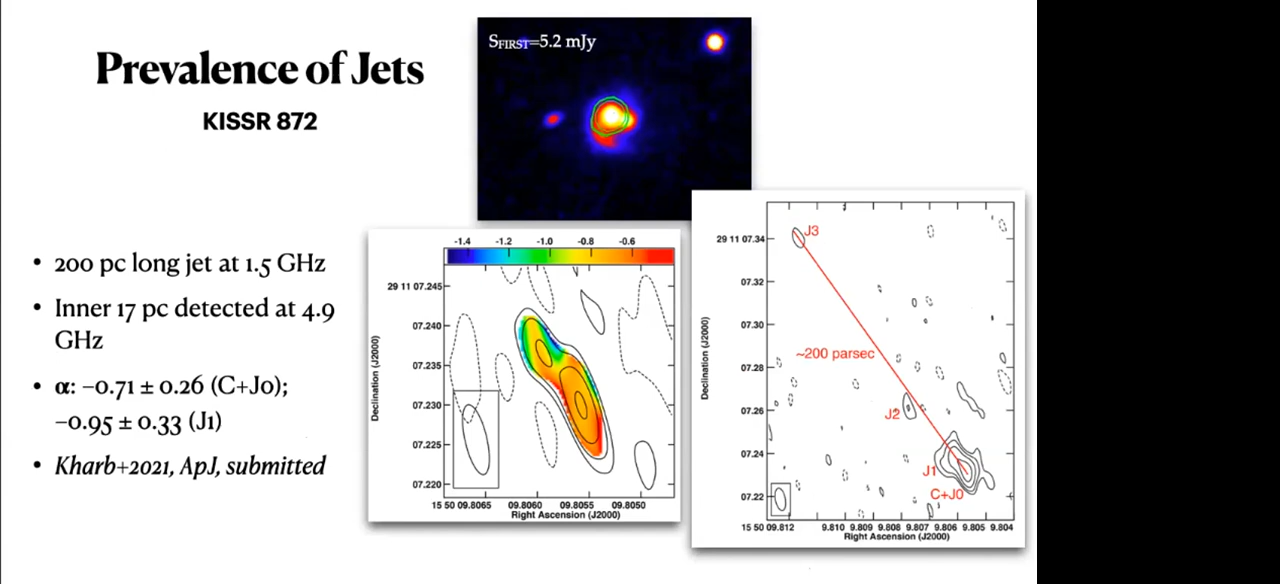 Prevalence of Jets
KISSR 872
S_FIRST=5.2 mJy
• 200 pc long jet at 1.5 GHz
• Inner 17 pc detected at 4.9
GHz
• α: −0.71 ± 0.26 (C+J0);
−0.95 ± 0.33 (J1)
• Kharb+2021, ApJ, submitted
-1.4 -1.2 -1.0 -0.8 -0.6
Declination (J2000)
29 11 07.245
07.240
07.235
07.230
07.225
07.220
15 50 09.8065 09.8060 09.8055 09.8050
Right Ascension (J2000)
Declination (J2000)
29 11 07.34
07.32
07.30
07.28
07.26
07.24
07.22
J3
~200 parsec
J2
J1
C+J0
15 50 09.812 9.810 9.809 9.808 9.807 9.806 9.805 9.804
Right Ascension (J2000)